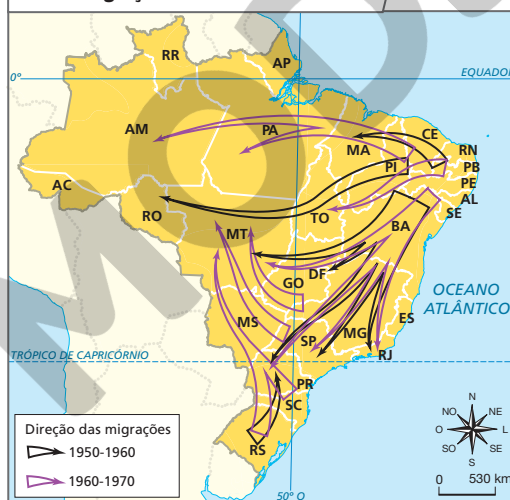 RR
AP
0°
EQUADOR
AM
PA
MA
CE
RN
PB
PE
AL
SE
PI
AC
RO
TO
BA
MT
DF
GO
OCEANO
ATLÂNTICO
MS
MG
ES
SP
RJ
TRÓPICO DE CAPRICÓRNIO
PR
SC
RS
Direção das migrações
1950-1960
1960-1970
N
NO
NE
O
L
SO
SE
S
0 530 km
50° O